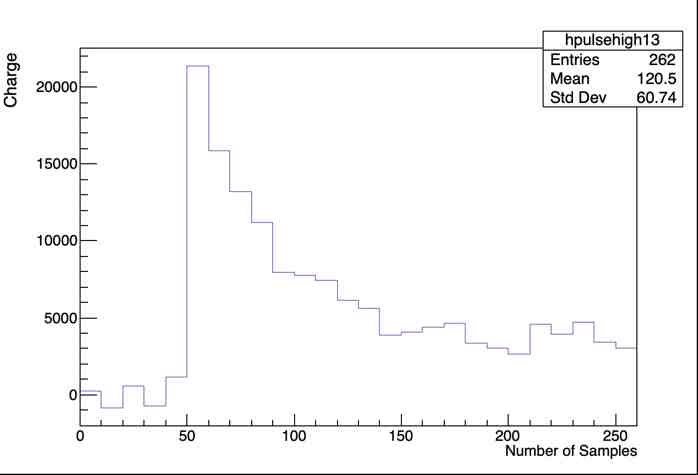 hpulsehigh13
Entries 262
Mean 120.5
Std Dev 60.74
Charge
20000
15000
10000
5000
0
0 50 100 150 200 250
Number of Samples